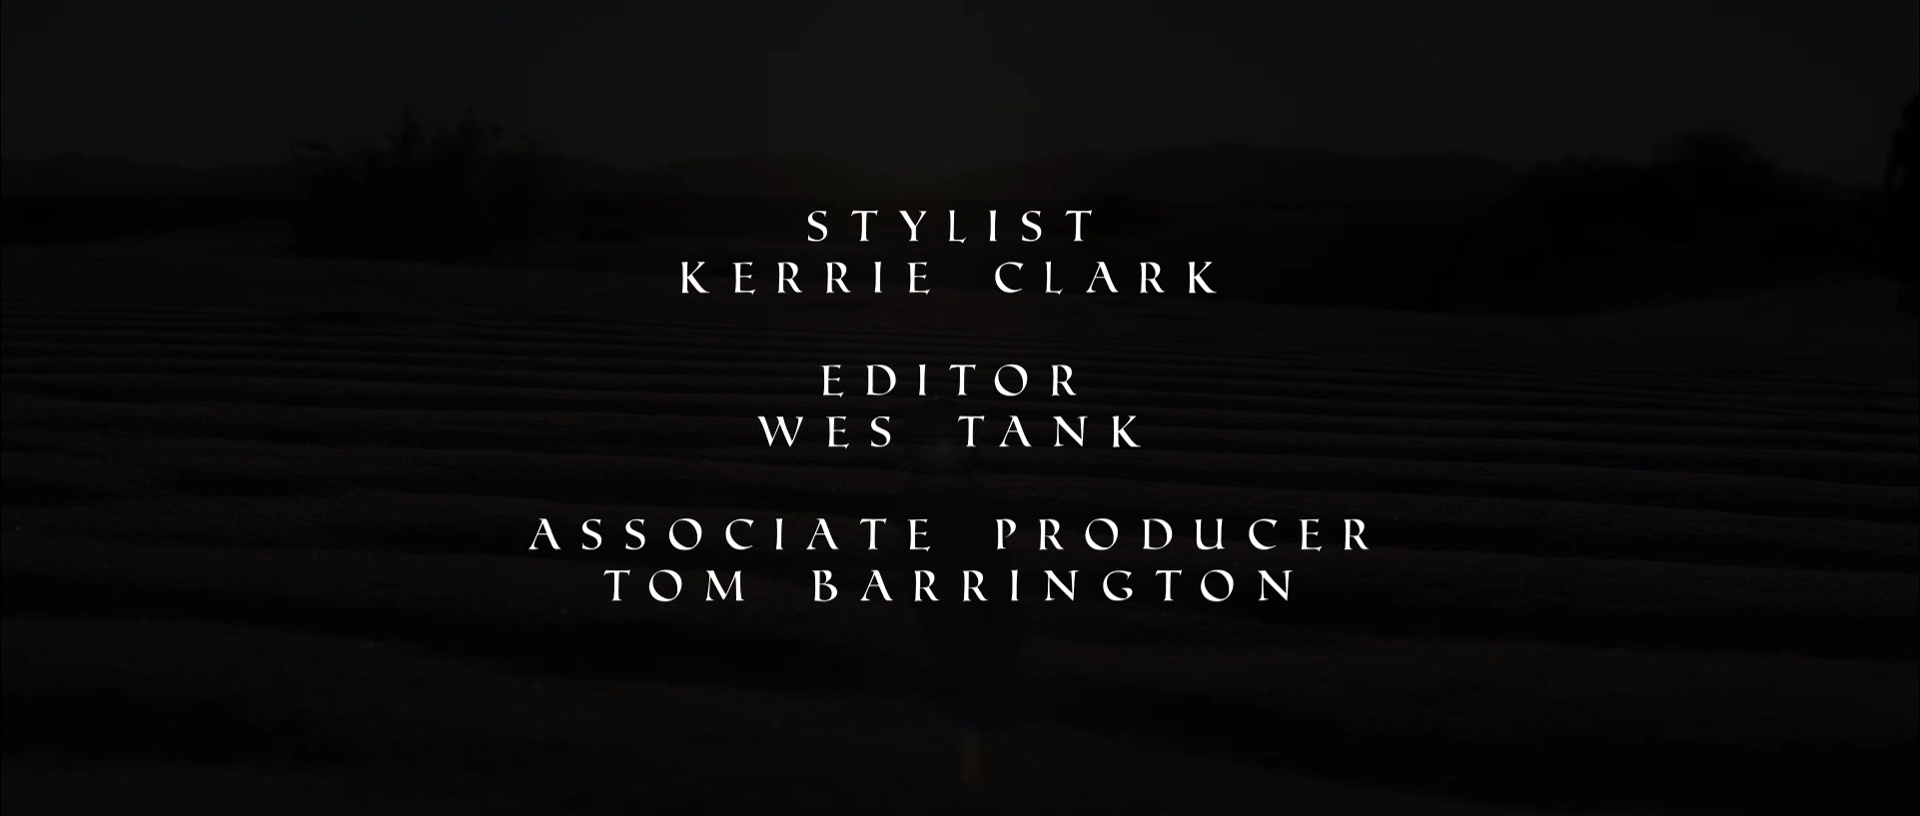 STYLIST
KERRIE CLARK
EDITOR
WES TANK
ASSOCIATE PRODUCER
TOM BARRINGTON